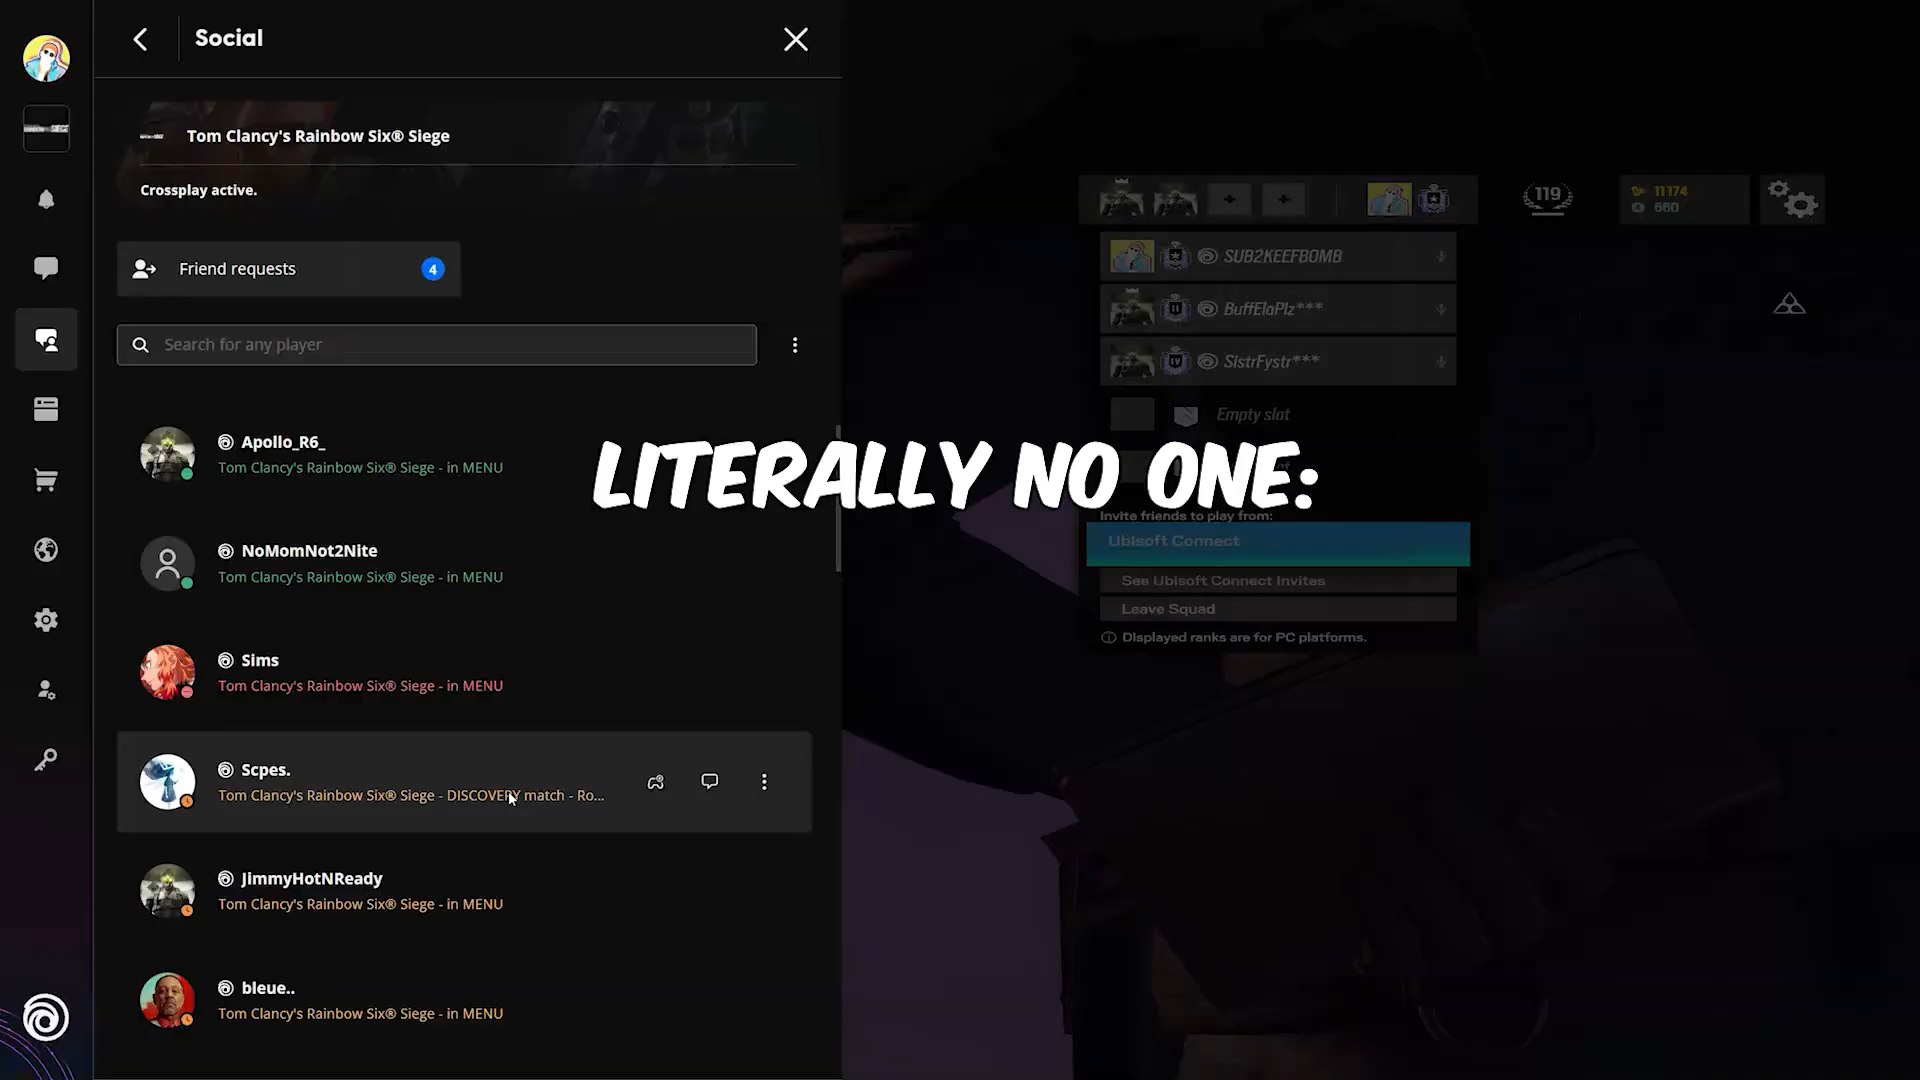 Social
Tom Clancy's Rainbow Six® Siege
Crossplay active.
Friend requests
4
Search for any player
Apollo_R6_
Tom Clancy's Rainbow Six® Siege - in MENU
NoMomNot2Nite
Tom Clancy's Rainbow Six® Siege - in MENU
Sims
Tom Clancy's Rainbow Six® Siege - in MENU
Scpes.
Tom Clancy's Rainbow Six® Siege - DISCOVERY match - Ro...
JimmyHotNReady
Tom Clancy's Rainbow Six® Siege - in MENU
bleue..
Tom Clancy's Rainbow Six® Siege - in MENU
LITERALLY NO ONE:
119
11 174
660
SUB2KEEFBOMB
BuffElaPlz***
SistrFystr***
Empty slot
Invite friends to play from:
Ubisoft Connect
See Ubisoft Connect Invites
Leave Squad
Displayed ranks are for PC platforms.